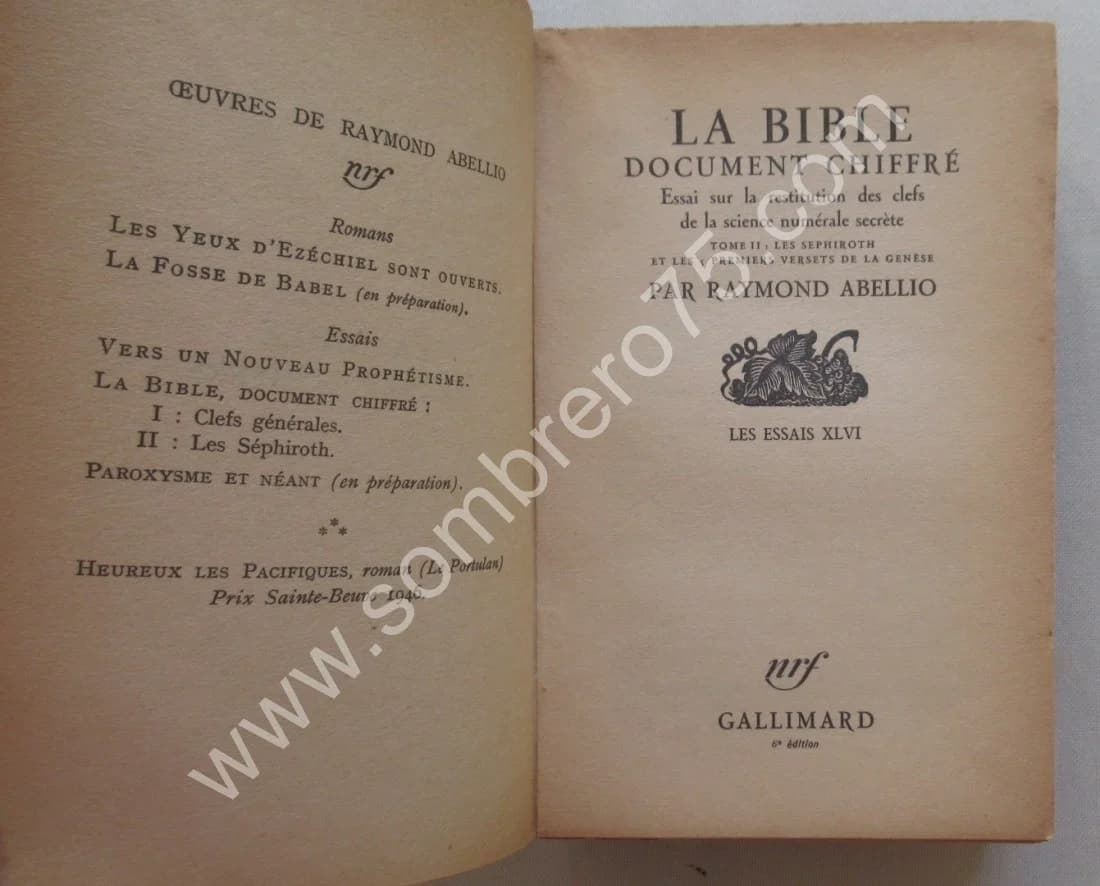 ŒUVRES DE RAYMOND ABELLIO
nrf
Romans
LES YEUX D'EZÉCHIEL SONT OUVERTS.
LA FOSSE DE BABEL (en préparation).
Essais
VERS UN NOUVEAU PROPHÉTISME.
LA BIBLE, DOCUMENT CHIFFRÉ :
I : Clefs générales.
II : Les Séphiroth.
PAROXYSME ET NÉANT (en préparation).
***
HEUREUX LES PACIFIQUES, roman (Le Portulan)
Prix Sainte-Beuve 1946.
LA BIBLE
DOCUMENT CHIFFRÉ
Essai sur la restitution des clefs
de la science numérale secrète
TOME II : LES SEPHIROTH
ET LES 5 PREMIERS VERSETS DE LA GENÈSE
PAR RAYMOND ABELLIO
LES ESSAIS XLVI
nrf
GALLIMARD
6e édition
www.sombrero75.com